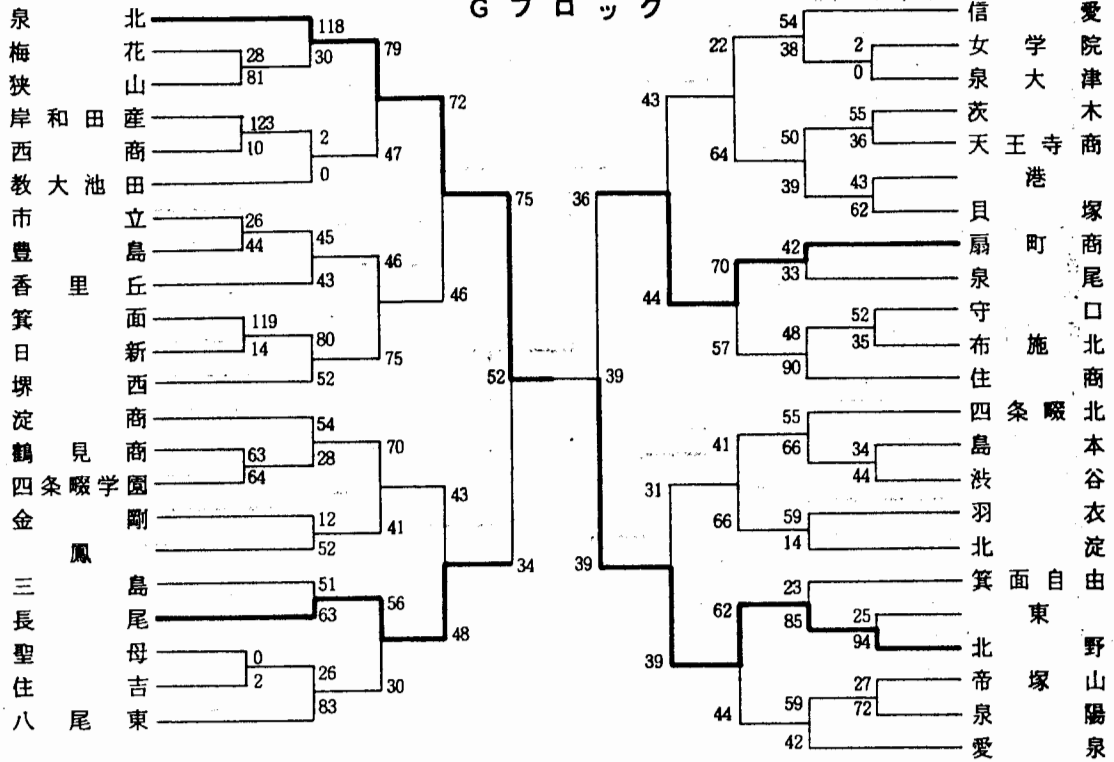 Gブロック
泉北
梅花
狭山
岸和田産
西商
教大池田
市立
豊島
香里丘
箕面
日新
堺西
淀商
鶴見商
四条畷学園
金剛
鳳
三島
長尾
聖母
住吉
八尾東
118
30
28
81
123
10
2
0
26
44
45
43
119
14
80
52
54
28
63
64
12
52
51
63
0
2
26
83
79
47
46
75
70
41
56
30
72
46
43
48
75
34
52
39
36
39
43
44
31
39
22
64
70
57
41
66
62
44
54
38
2
0
50
39
55
36
43
62
42
33
48
90
52
35
55
66
34
44
59
14
23
85
25
94
59
42
27
72
信愛
女学院
泉大津
茨木
天王寺商
港
貝塚
扇町商
泉尾
守口
布施北
住商
四条畷北
島本
渋谷
羽衣
北淀
箕面自由
東
北野
帝塚山
泉陽
愛泉